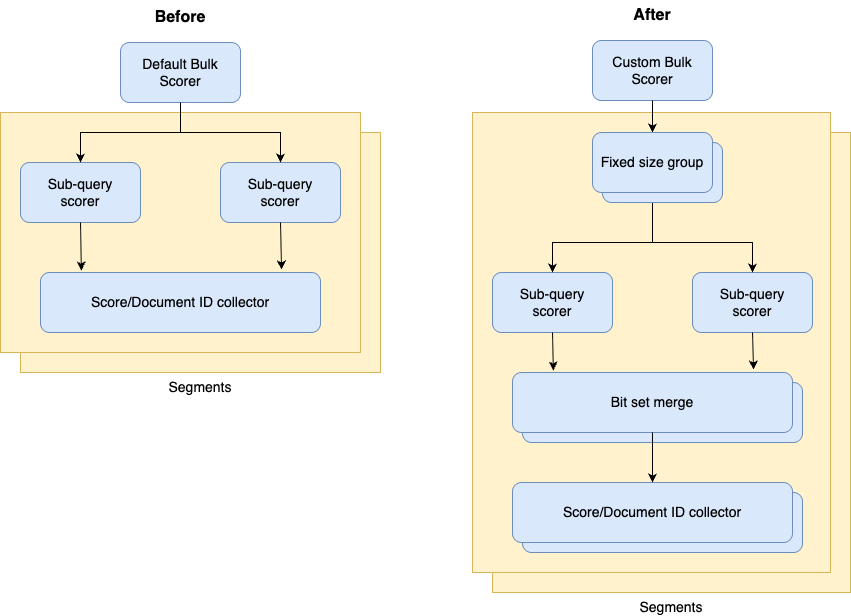 Before
Default Bulk
Scorer
Sub-query
scorer
Sub-query
scorer
Score/Document ID collector
Segments
After
Custom Bulk
Scorer
Fixed size group
Sub-query
scorer
Sub-query
scorer
Bit set merge
Score/Document ID collector
Segments